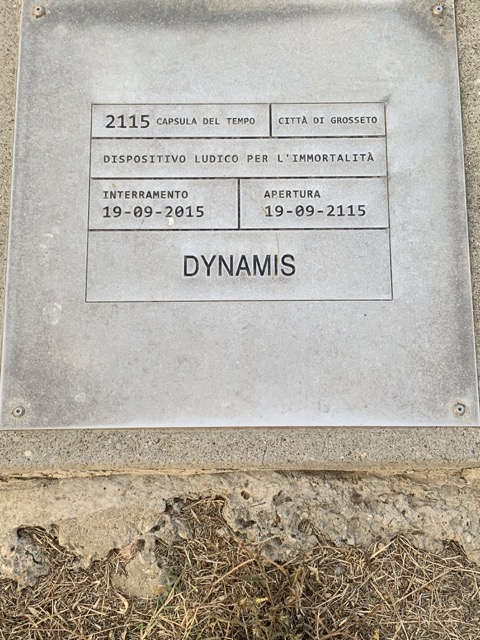 2115 CAPSULA DEL TEMPO CITTÀ DI GROSSETO
DISPOSITIVO LUDICO PER L'IMMORTALITÀ
INTERRAMENTO APERTURA
19-09-2015 19-09-2115
DYNAMIS